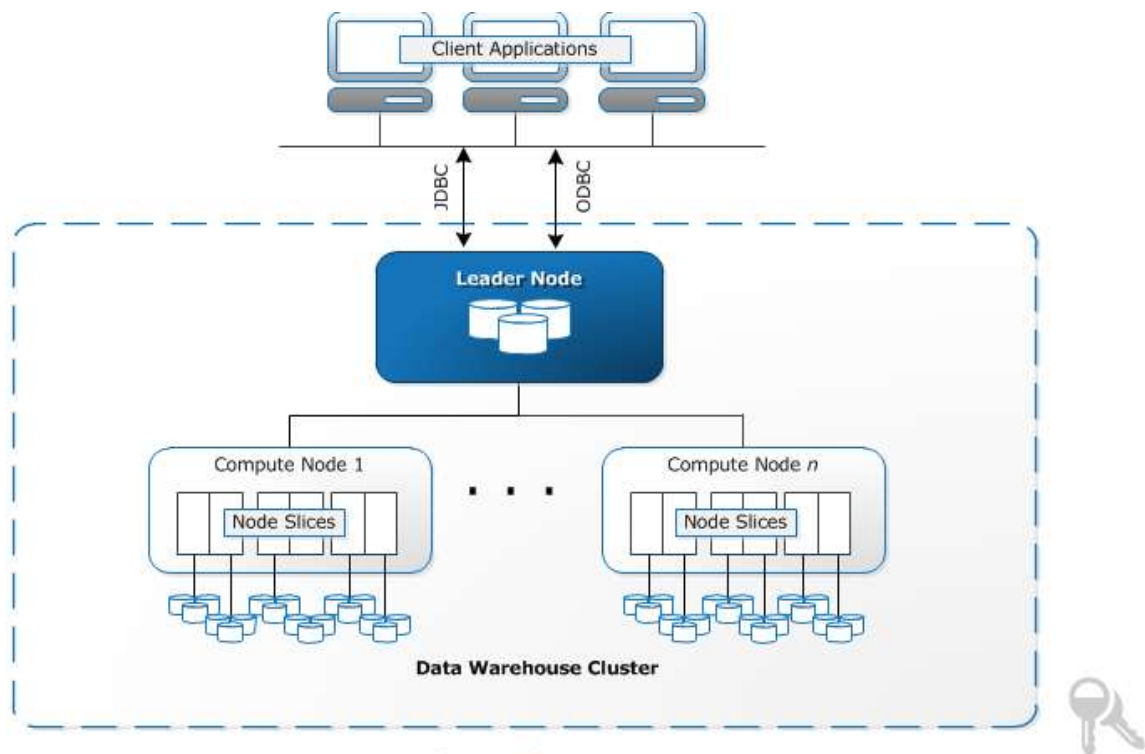 Client Applications
JDBC
ODBC
Leader Node
Compute Node 1
Compute Node n
. . .
Node Slices
Node Slices
Data Warehouse Cluster